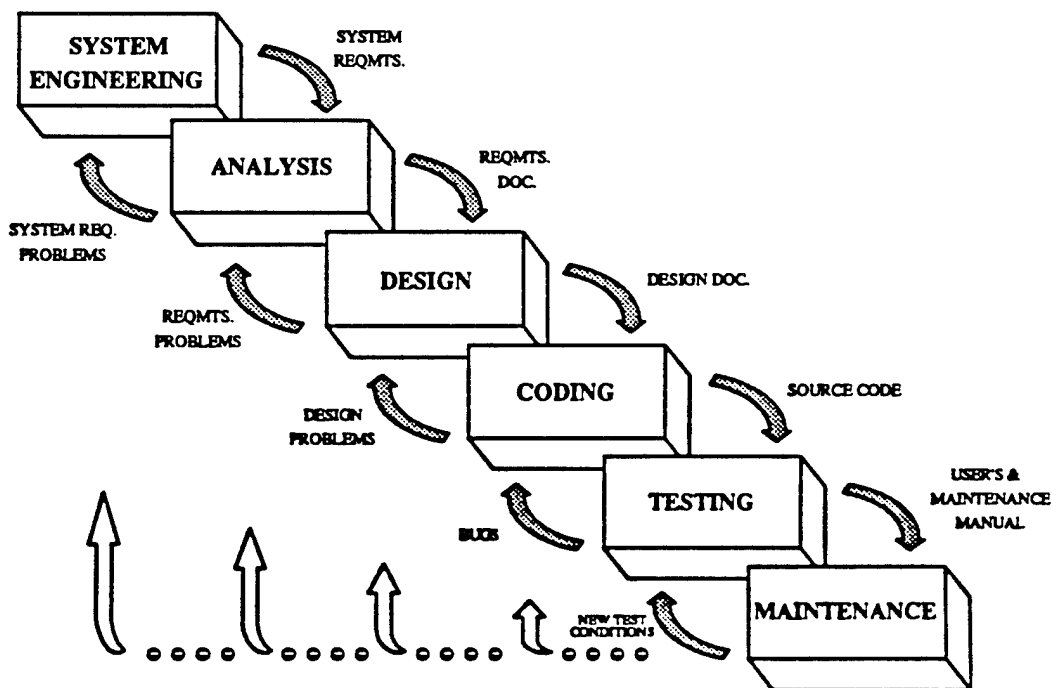 SYSTEM
ENGINEERING
SYSTEM
REQMTS.
ANALYSIS
REQMTS.
DOC.
SYSTEM REQ.
PROBLEMS
DESIGN
DESIGN DOC.
REQMTS.
PROBLEMS
CODING
SOURCE CODE
DESIGN
PROBLEMS
TESTING
USER'S &
MAINTENANCE
MANUAL
BUGS
MAINTENANCE
NEW TEST
CONDITIONS